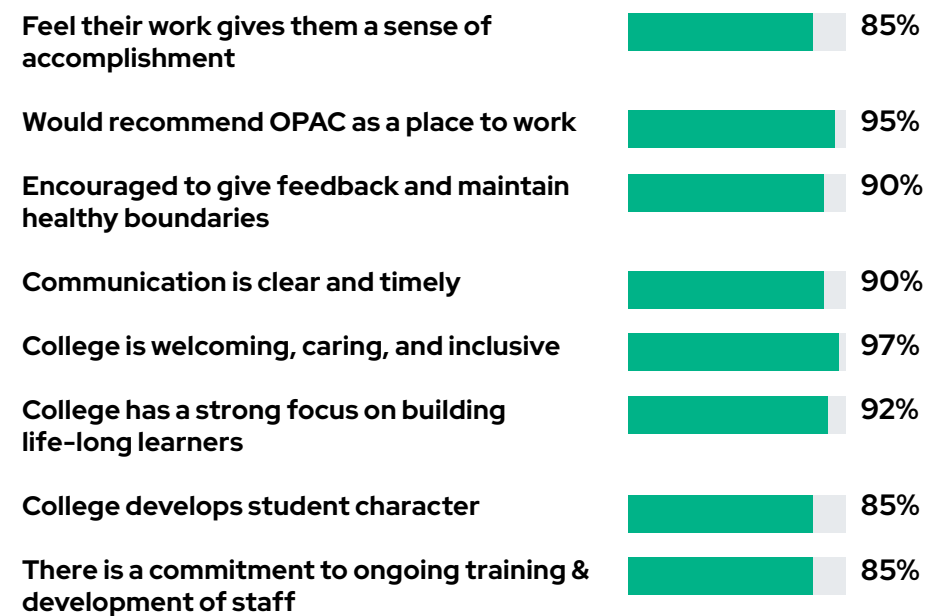 Feel their work gives them a sense of
accomplishment
85%
Would recommend OPAC as a place to work
95%
Encouraged to give feedback and maintain
healthy boundaries
90%
Communication is clear and timely
90%
College is welcoming, caring, and inclusive
97%
College has a strong focus on building
life-long learners
92%
College develops student character
85%
There is a commitment to ongoing training &
development of staff
85%